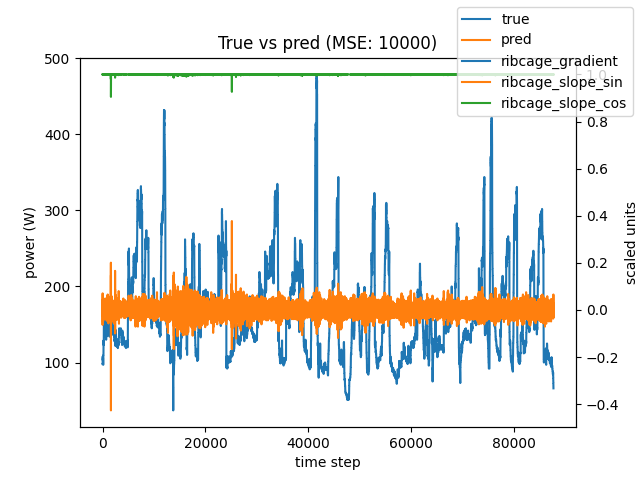 True vs pred (MSE: 10000)
true
pred
ribcage_gradient
ribcage_slope_sin
ribcage_slope_cos
500
400
300
200
100
power (W)
0
20000
40000
60000
80000
time step
1.0
0.8
0.6
0.4
0.2
0.0
−0.2
−0.4
scaled units